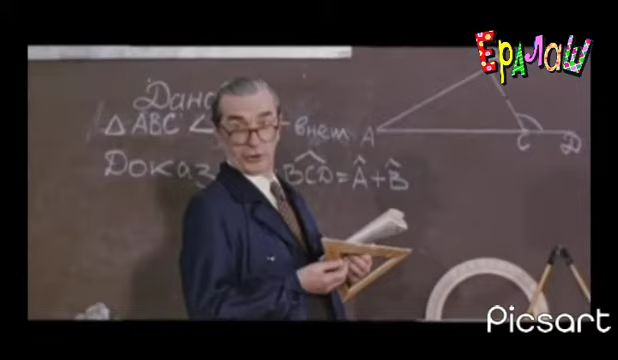 Ералаш
Дано
△ ABC ∠ внеш.
Доказ
BCD = Â + B̂
A
C
D
Picsart